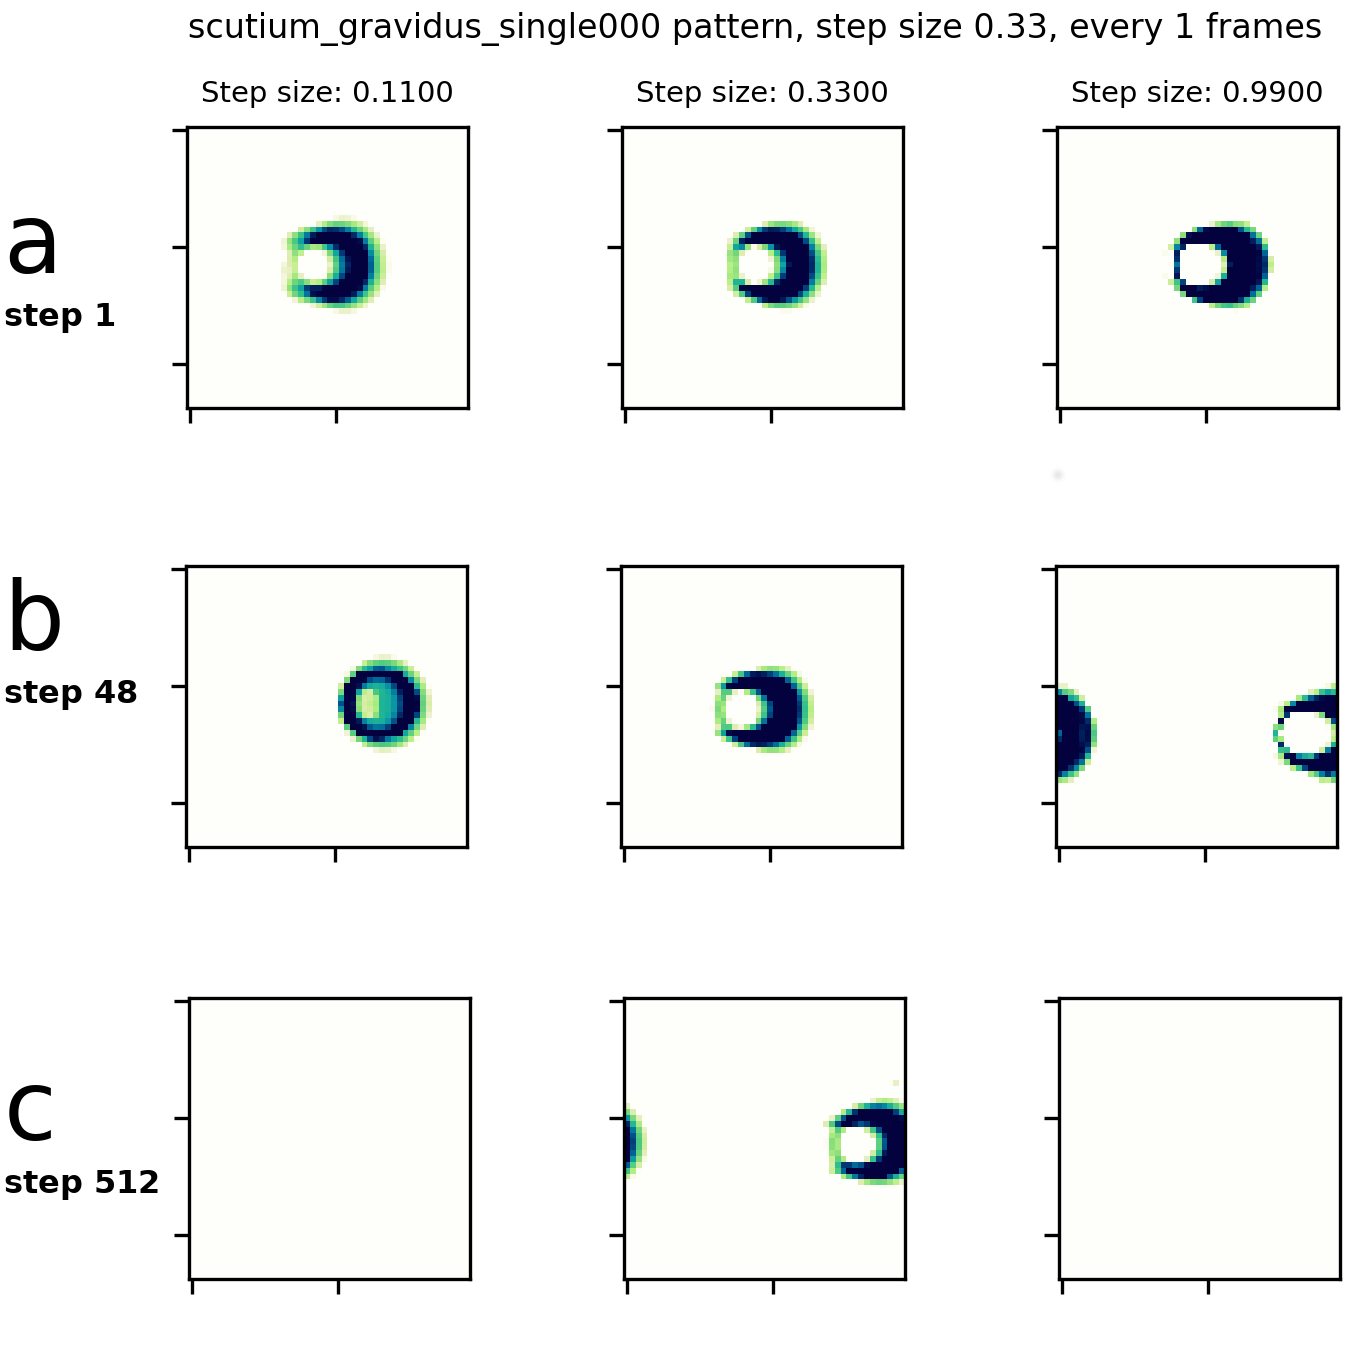 scutium_gravidus_single000 pattern, step size 0.33, every 1 frames
Step size: 0.1100
Step size: 0.3300
Step size: 0.9900
a
step 1
b
step 48
c
step 512